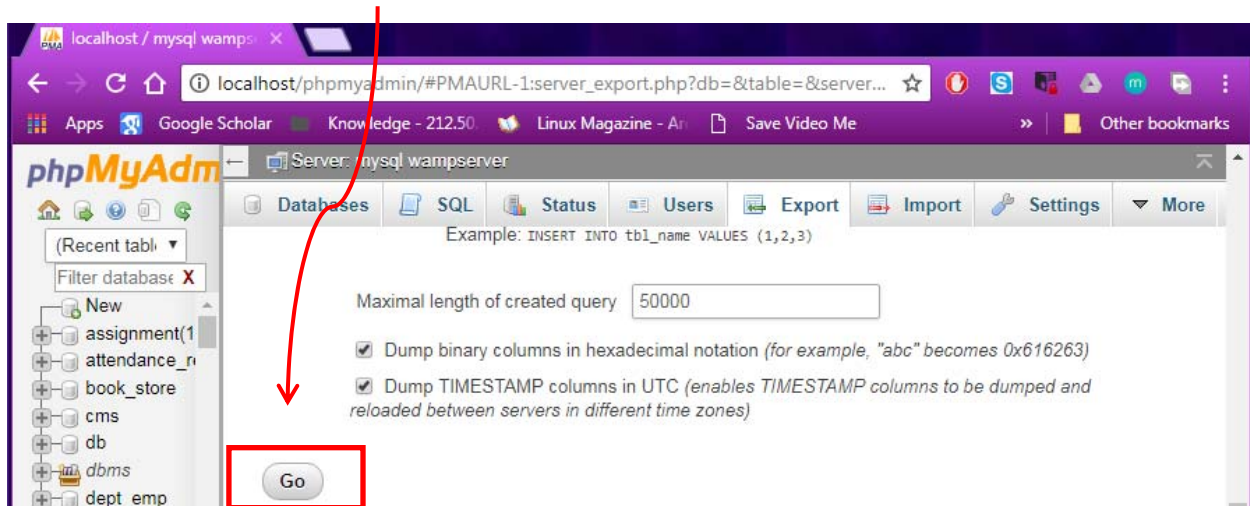 localhost / mysql wamps
localhost/phpmyadmin/#PMAURL-1:server_export.php?db=&table=&server...
Apps Google Scholar Knowledge - 212.50. Linux Magazine - Ar Save Video Me » Other bookmarks
phpMyAdm
Server: mysql wampserver
Databases SQL Status Users Export Import Settings More
(Recent tabl
Filter database X
New
assignment(1
attendance_r
book_store
cms
db
dbms
dept_emp
Example: INSERT INTO tbl_name VALUES (1,2,3)
Maximal length of created query 50000
Dump binary columns in hexadecimal notation (for example, "abc" becomes 0x616263)
Dump TIMESTAMP columns in UTC (enables TIMESTAMP columns to be dumped and
reloaded between servers in different time zones)
Go